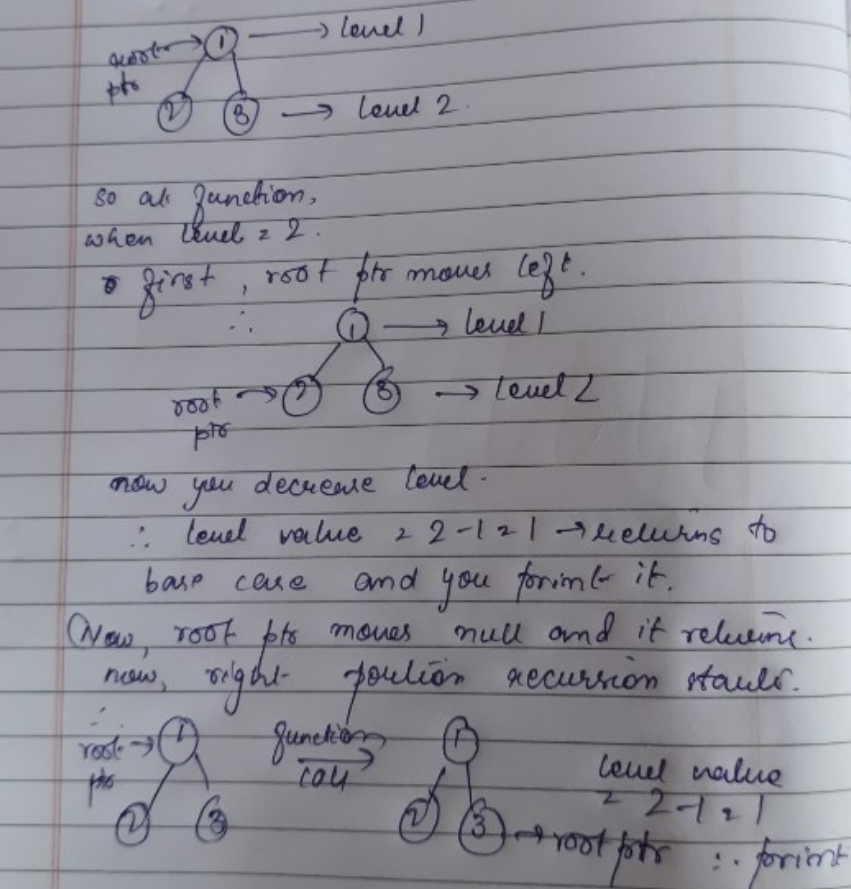 root → 1 → level 1
ptr
2 3 → level 2.
so at function,
when level = 2.
first, root ptr moves left.
∴ 1 → level 1
root → 2 3 → level 2
ptr
now you decrease level.
∴ level value = 2-1=1 → returns to
base case and you print it.
Now, root ptr moves null and it returns.
now, right portion recursion starts.
∴
root → 1 function 1 level value
ptr call → = 2-1=1
2 3 2 3 → root ptr ∴ print